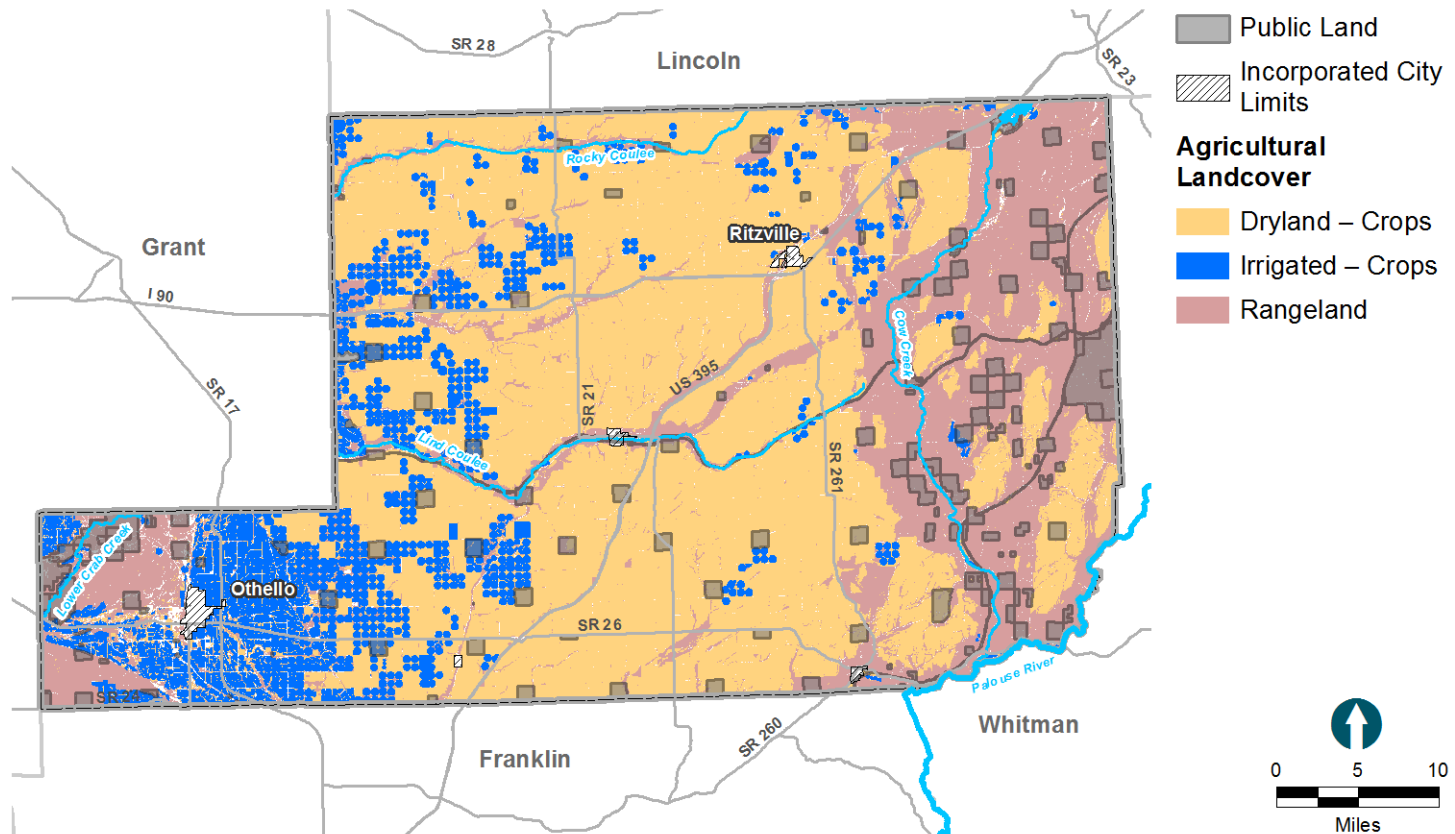 SR 28
Lincoln
SR 23
Rocky Coulee
Ritzville
Grant
I 90
SR 17
Cow Creek
US 395
SR 21
Lind Coulee
SR 261
Lower Crab Creek
Othello
SR 26
Palouse River
SR 24
Whitman
Franklin
SR 260
Public Land
Incorporated City
Limits
Agricultural
Landcover
Dryland – Crops
Irrigated – Crops
Rangeland
0 5 10
Miles